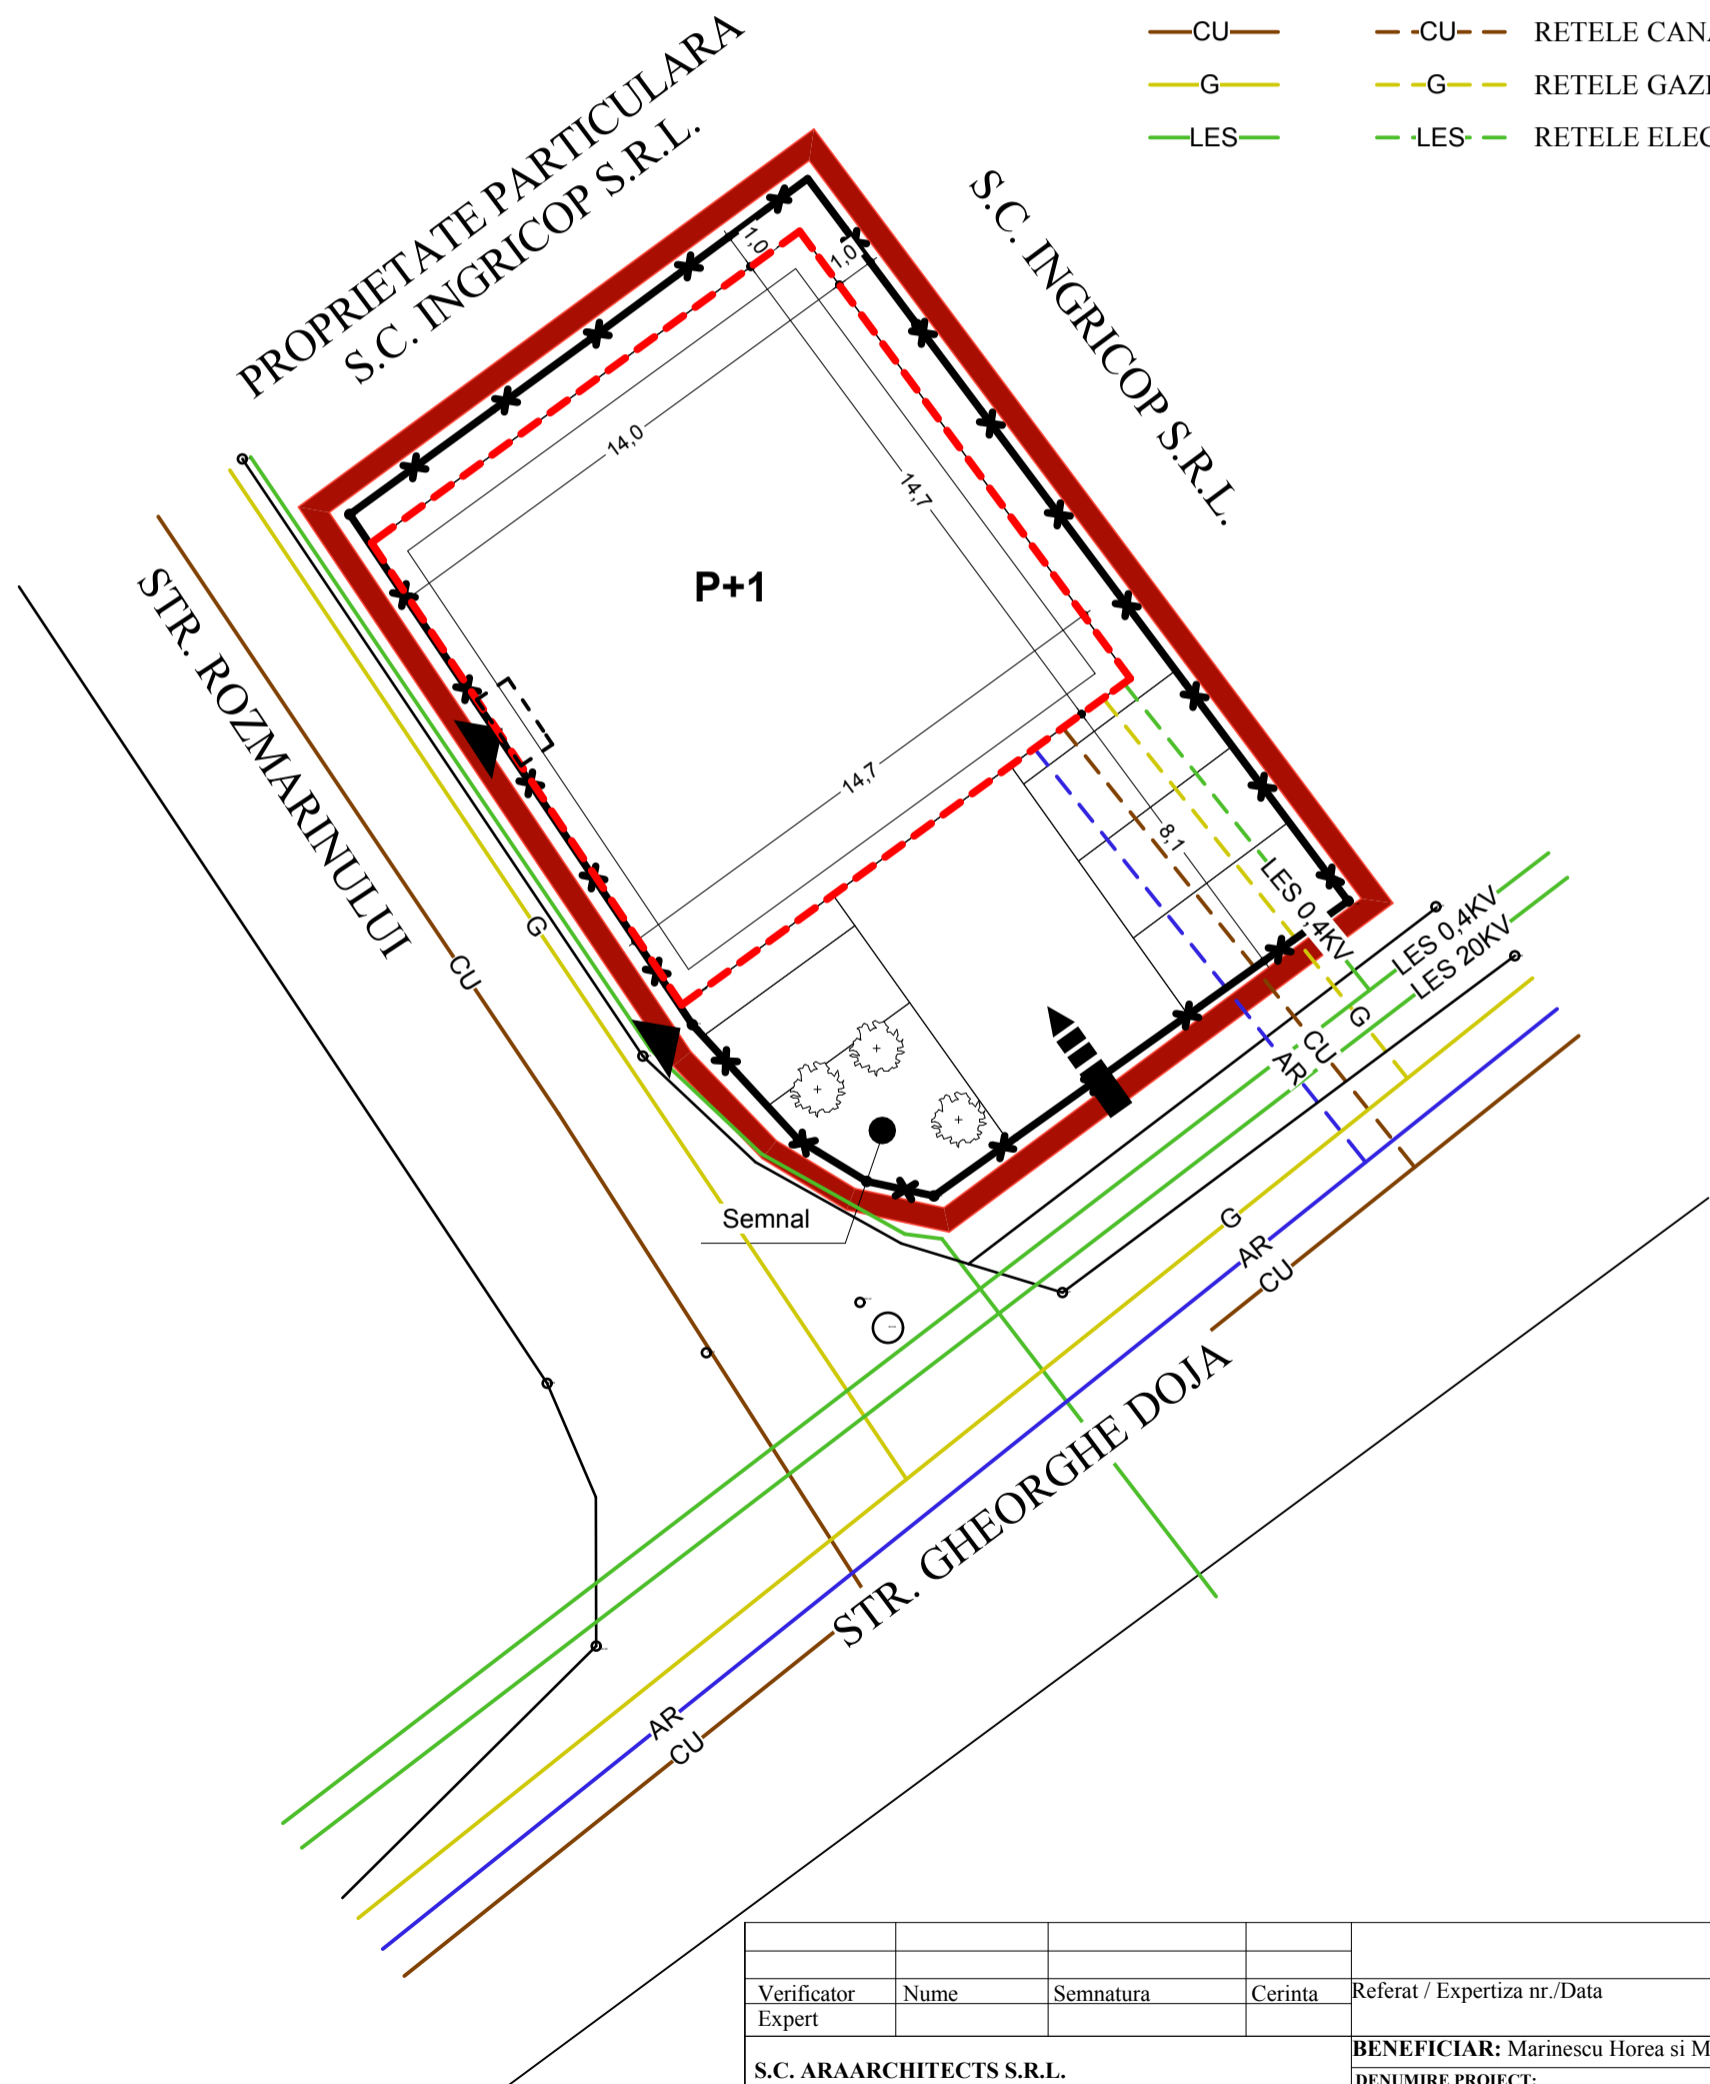 CU CU RETELE
G G RETELE
LES LES RETELE
PROPRIETATE PARTICULARA
S.C. INGRICOP S.R.L.
S.C. INGRICOP S.R.L.
1,0
1,0
14,0
14,7
P+1
STR. ROZMARINULUI
14,7
8,1
G
CU
LES 0,4KV
LES 0,4KV
LES 20KV
G
CU
AR
Semnal
G
AR
CU
STR. GHEORGHE DOJA
AR
CU
Verificator Nume Semnatura Cerinta Referat / Expertiza nr./Data
Expert
BENEFICIAR: Marinescu Horea si
S.C. ARAARCHITECTS S.R.L.
DENUMIRE PROIECT: